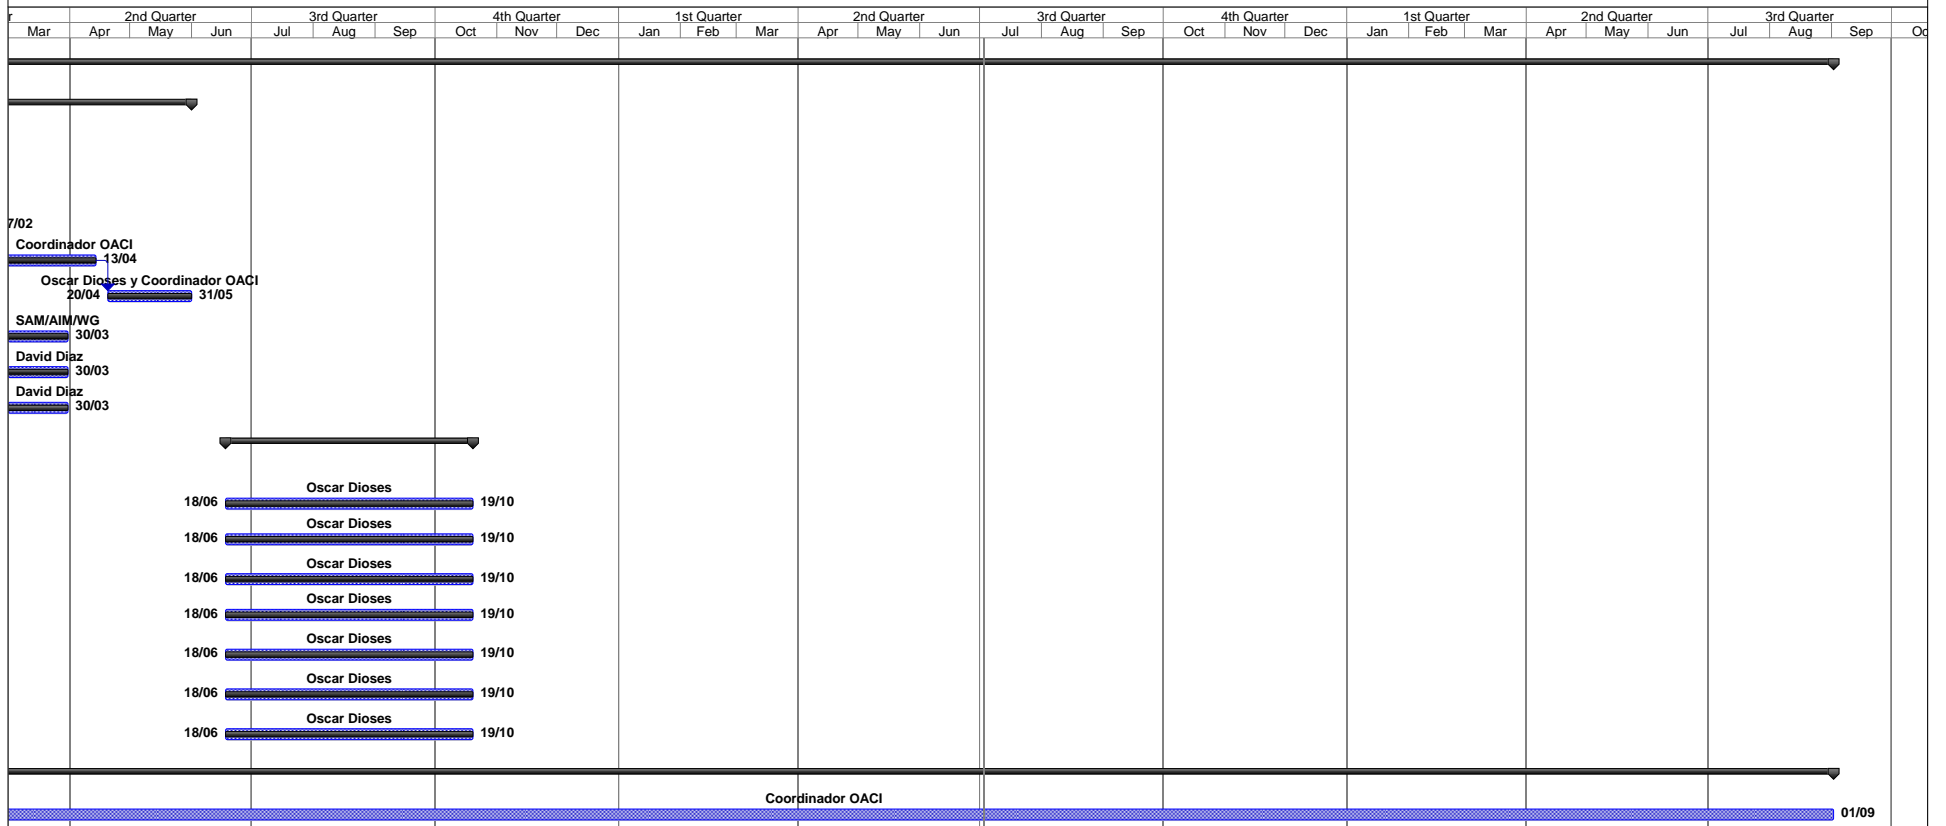 r 2nd Quarter 3rd Quarter 4th Quarter 1st Quarter 2nd Quarter 3rd Quarter 4th Quarter 1st Quarter 2nd Quarter 3rd Quarter
Mar Apr May Jun Jul Aug Sep Oct Nov Dec Jan Feb Mar Apr May Jun Jul Aug Sep Oct Nov Dec Jan Feb Mar Apr May Jun Jul Aug Sep Oc
7/02
Coordinador OACI
13/04
Oscar Dioses y Coordinador OACI
20/04 31/05
SAM/AIM/WG
30/03
David Diaz
30/03
David Diaz
30/03
Oscar Dioses
18/06 19/10
Oscar Dioses
18/06 19/10
Oscar Dioses
18/06 19/10
Oscar Dioses
18/06 19/10
Oscar Dioses
18/06 19/10
Oscar Dioses
18/06 19/10
Oscar Dioses
18/06 19/10
Coordinador OACI
01/09